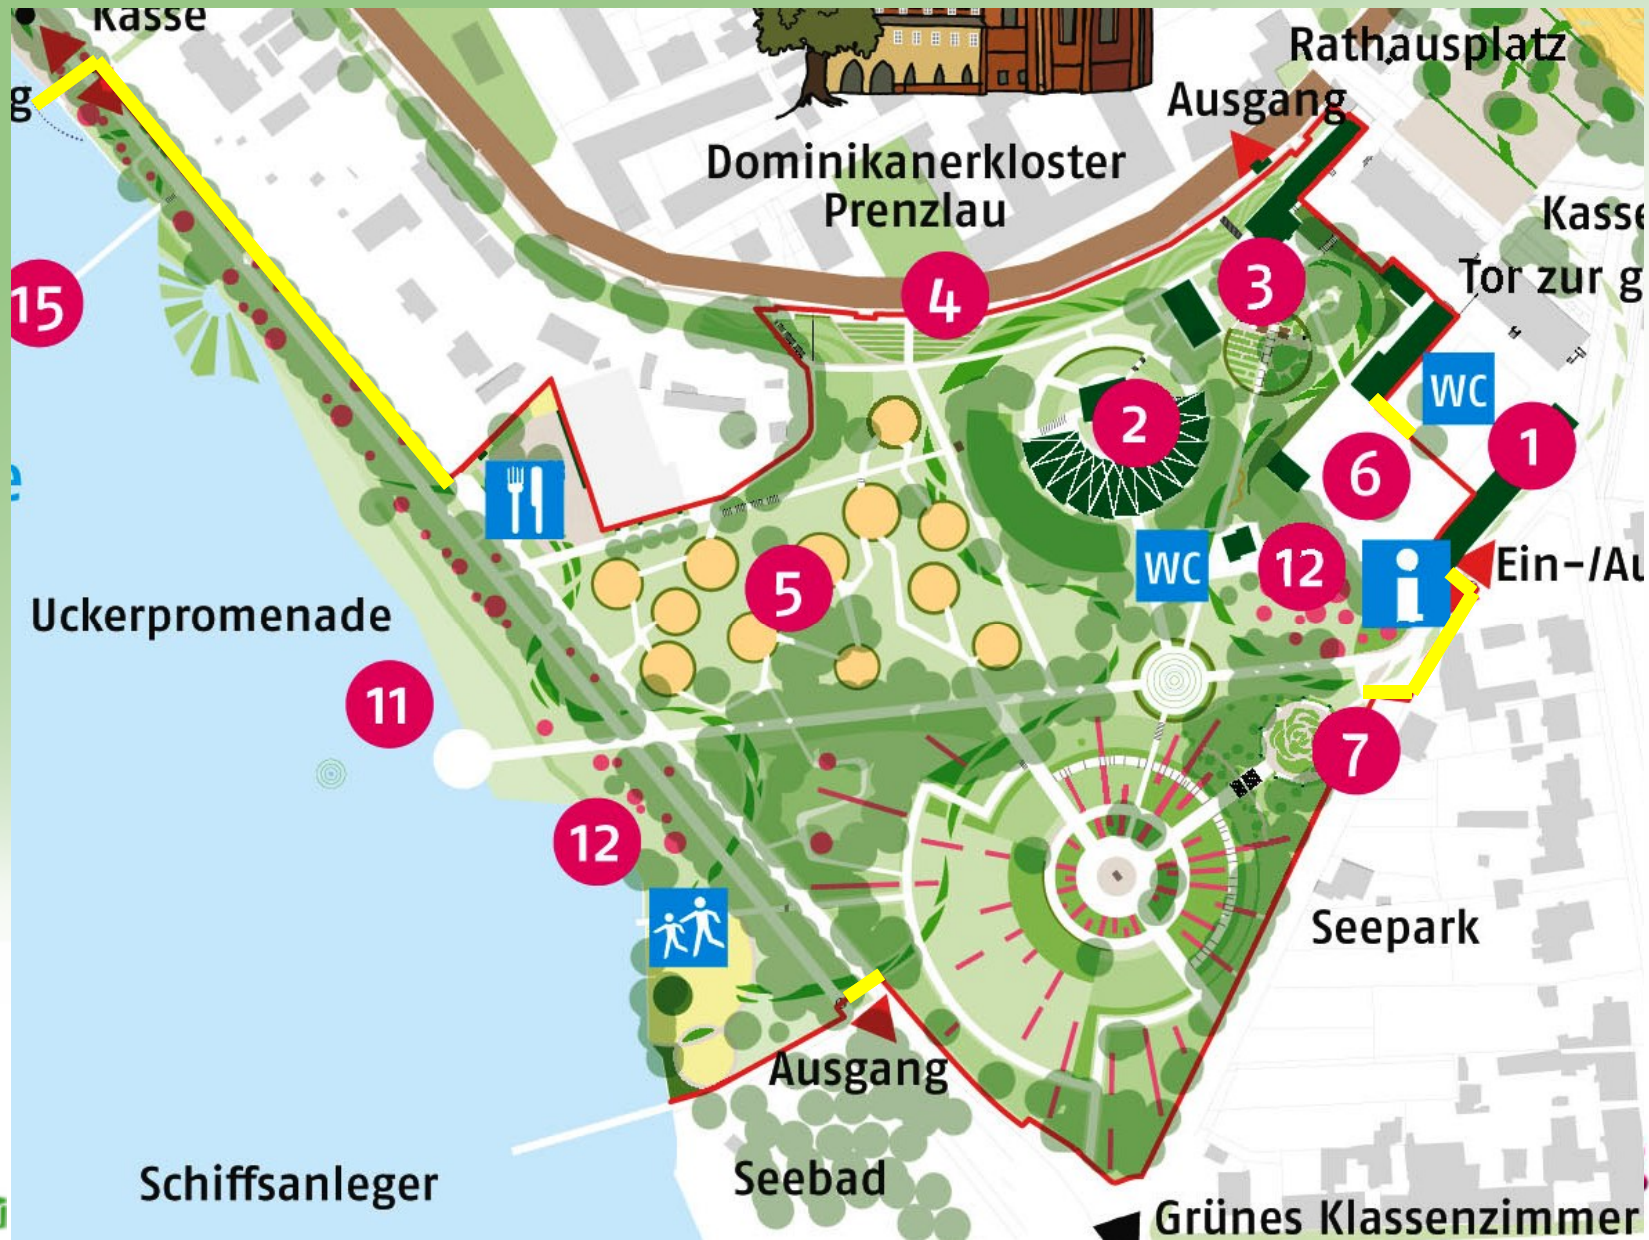 Kasse
g
Rathausplatz
Ausgang
Dominikanerkloster
Prenzlau
Kasse
Tor zur g
15
4
3
WC
2
1
6
e
WC
12
Ein-/Au
5
Uckerpromenade
11
7
12
Seepark
Ausgang
Schiffsanleger
Seebad
Grünes Klassenzimmer